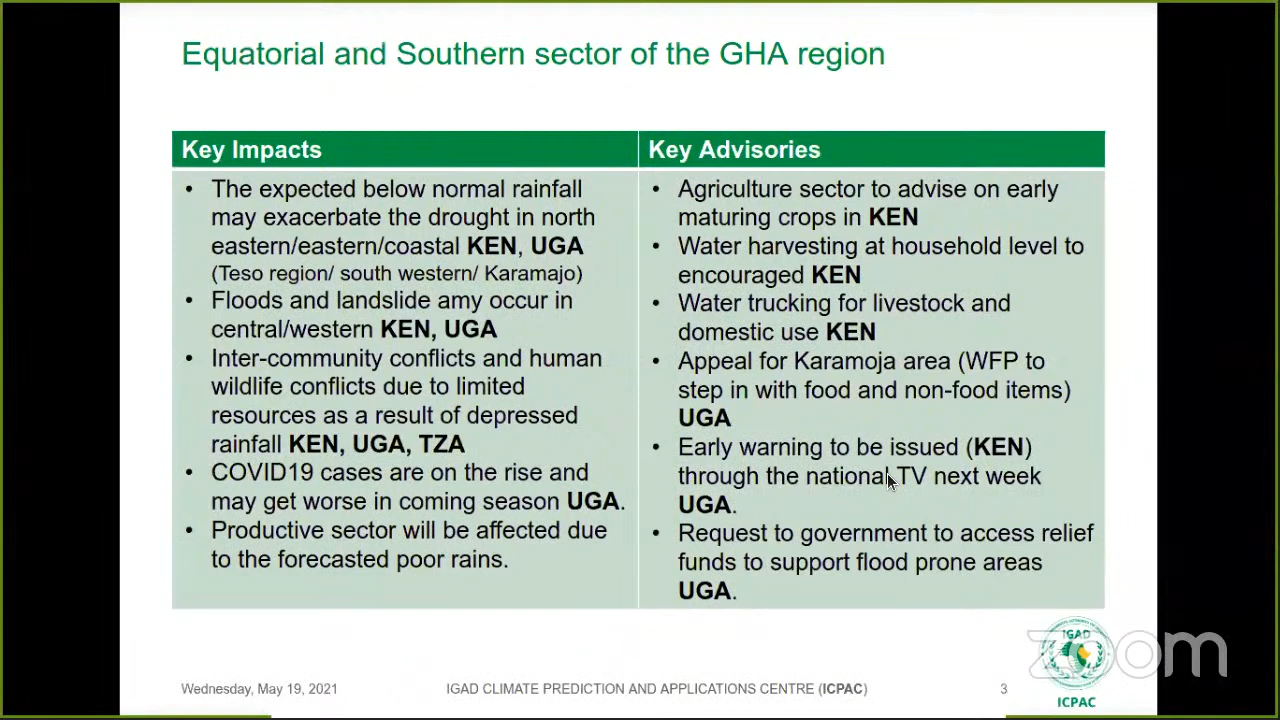 Equatorial and Southern sector of the GHA region
Key Impacts
• The expected below normal rainfall
may exacerbate the drought in north
eastern/eastern/coastal KEN, UGA
(Teso region/ south western/ Karamajo)
• Floods and landslide amy occur in
central/western KEN, UGA
• Inter-community conflicts and human
wildlife conflicts due to limited
resources as a result of depressed
rainfall KEN, UGA, TZA
• COVID19 cases are on the rise and
may get worse in coming season UGA.
• Productive sector will be affected due
to the forecasted poor rains.
Key Advisories
• Agriculture sector to advise on early
maturing crops in KEN
• Water harvesting at household level to
encouraged KEN
• Water trucking for livestock and
domestic use KEN
• Appeal for Karamoja area (WFP to
step in with food and non-food items)
UGA
• Early warning to be issued (KEN)
through the national TV next week
UGA.
• Request to government to access relief
funds to support flood prone areas
UGA.
Wednesday, May 19, 2021
IGAD CLIMATE PREDICTION AND APPLICATIONS CENTRE (ICPAC)
3
IGAD
zoom
ICPAC